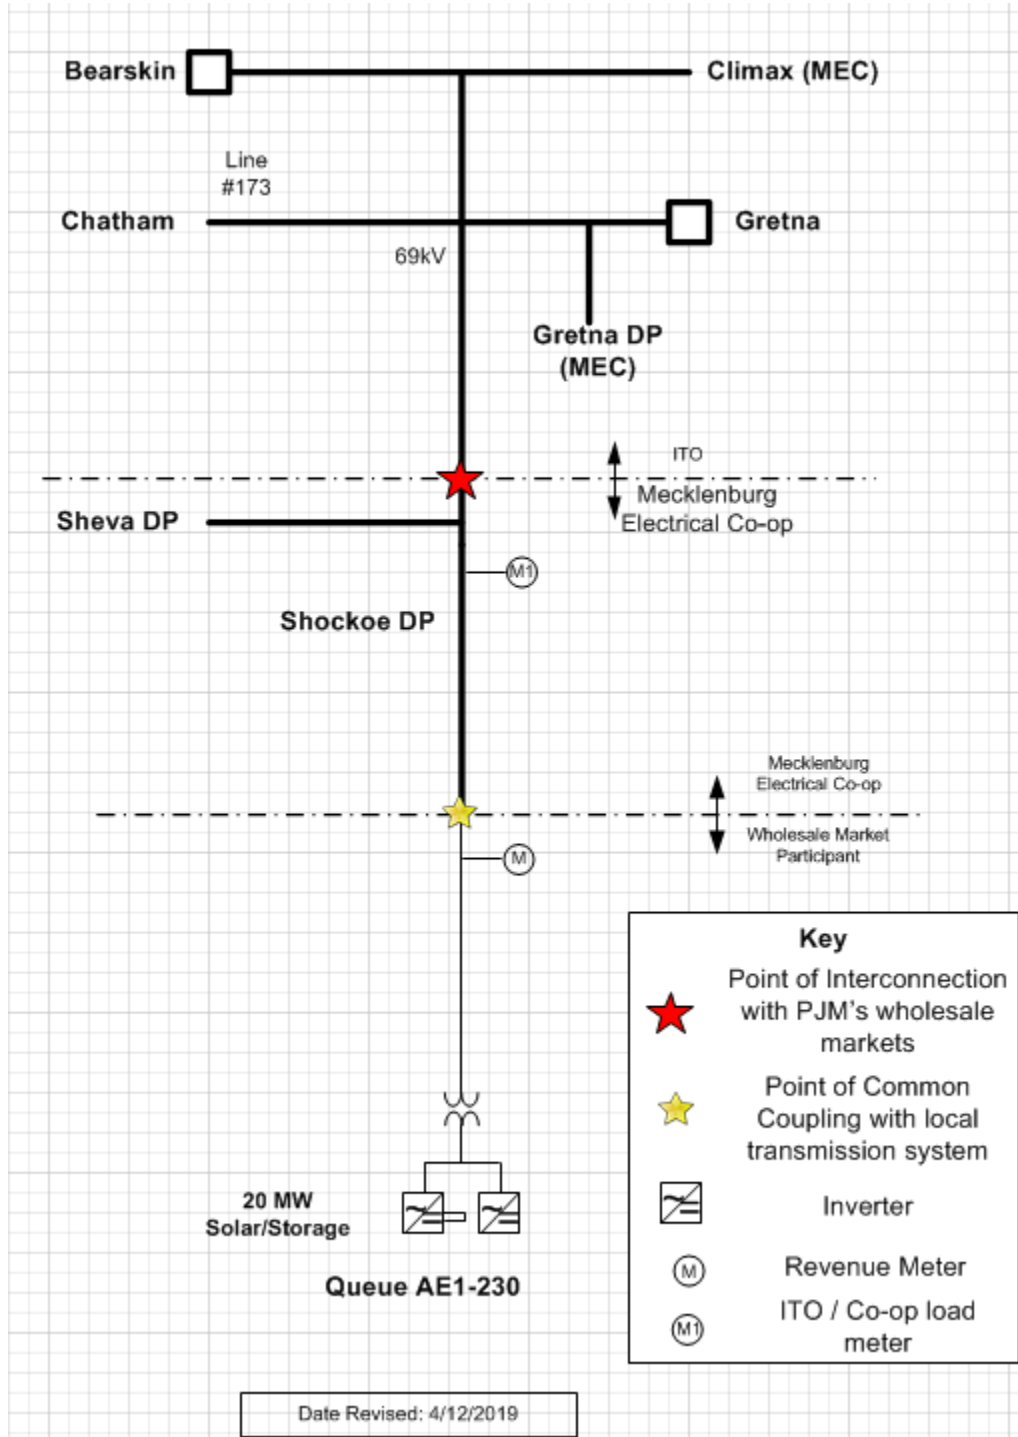 Bearskin
Climax (MEC)
Line
#173
Chatham
Gretna
69kV
Gretna DP
(MEC)
ITO
Mecklenburg
Electrical Co-op
Sheva DP
M1
Shockoe DP
Mecklenburg
Electrical Co-op
Wholesale Market
Participant
M
Key
Point of Interconnection
with PJM's wholesale
markets
Point of Common
Coupling with local
transmission system
Inverter
M
Revenue Meter
M1
ITO / Co-op load
meter
20 MW
Solar/Storage
Queue AE1-230
Date Revised: 4/12/2019